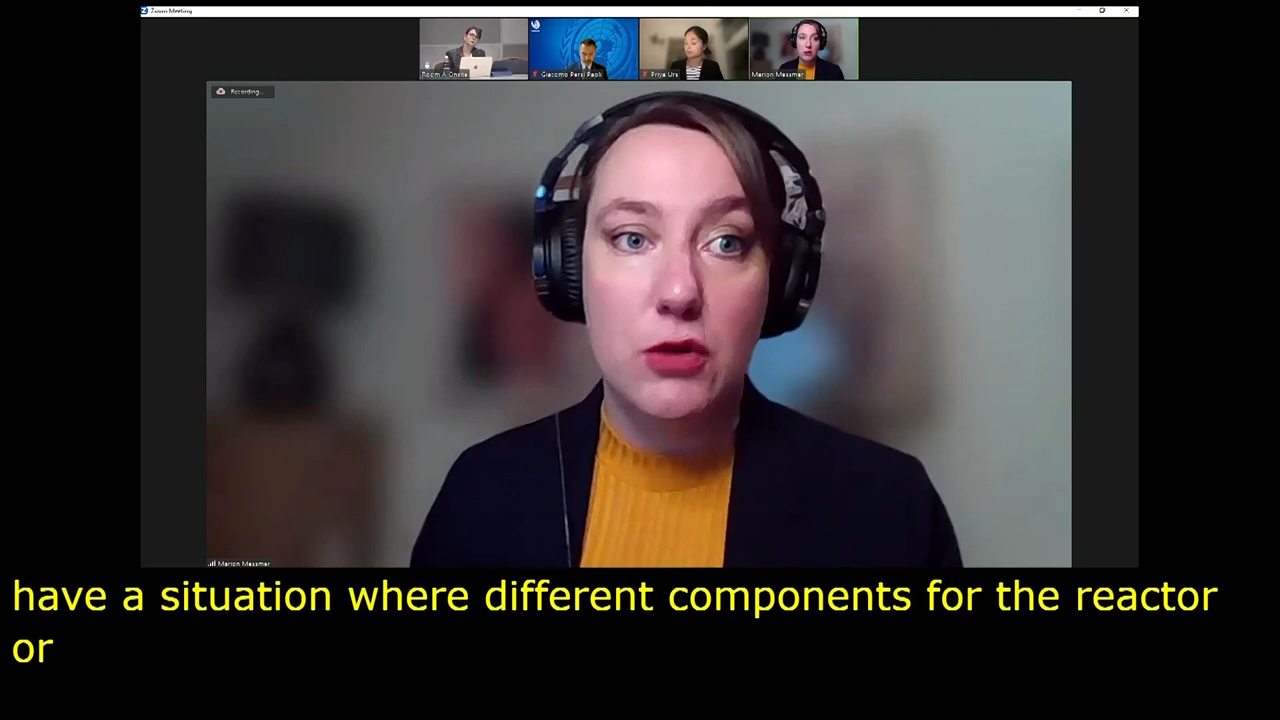 Zoom Meeting
Room A Onsite
Giacomo Persi Paoli
Priya Urs
Marion Messmer
Recording...
Marion Messmer
have a situation where different components for the reactor
or